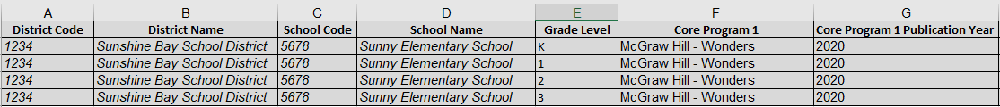 A B C D E F G
District Code District Name School Code School Name Grade Level Core Program 1 Core Program 1 Publication Year
1234 Sunshine Bay School District 5678 Sunny Elementary School K McGraw Hill - Wonders 2020
1234 Sunshine Bay School District 5678 Sunny Elementary School 1 McGraw Hill - Wonders 2020
1234 Sunshine Bay School District 5678 Sunny Elementary School 2 McGraw Hill - Wonders 2020
1234 Sunshine Bay School District 5678 Sunny Elementary School 3 McGraw Hill - Wonders 2020